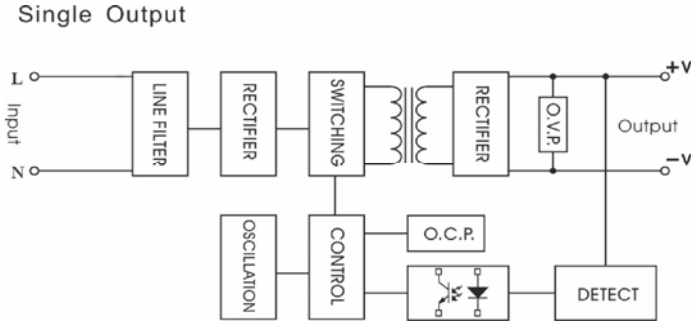 Single Output
L
Input
N
LINE FILTER
RECTIFIER
SWITCHING
RECTIFIER
O.V.P.
+V
Output
-V
OSCILLATION
CONTROL
O.C.P.
DETECT